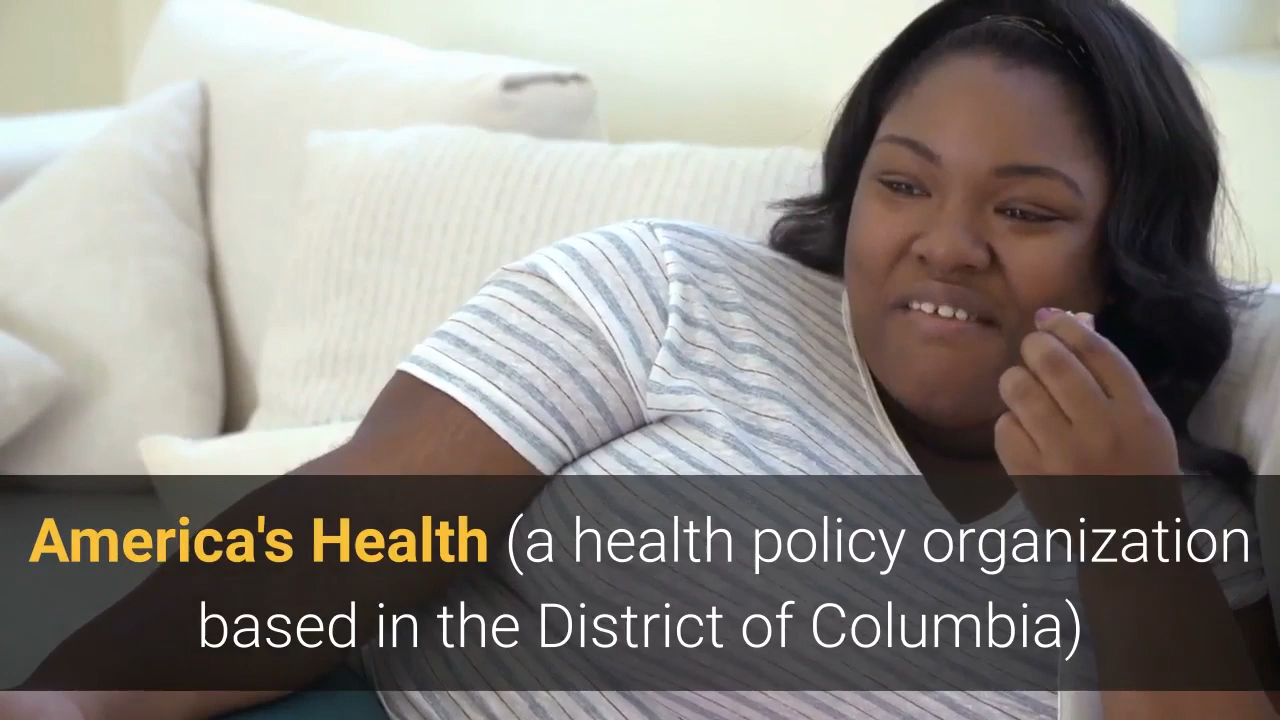 America's Health (a health policy organization
based in the District of Columbia)